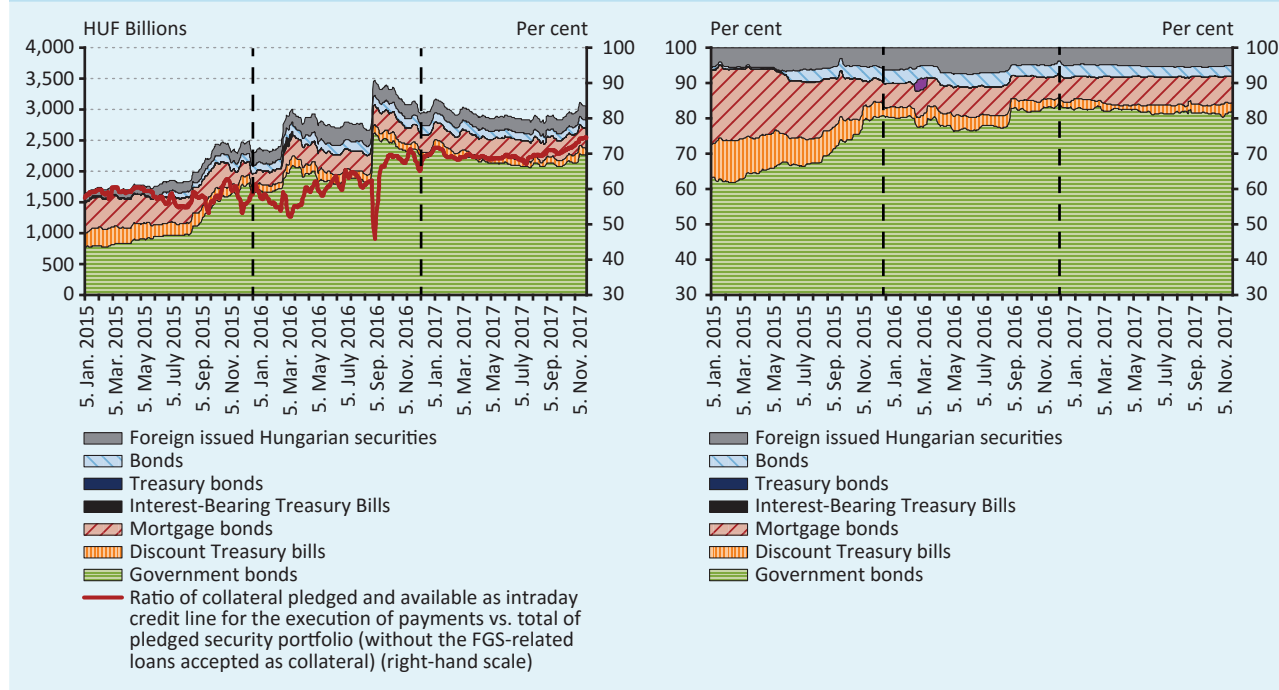 HUF Billions
Per cent
4,000
3,500
3,000
2,500
2,000
1,500
1,000
500
0
100
90
80
70
60
50
40
30
5. Jan. 2015
5. Mar. 2015
5. May 2015
5. July 2015
5. Sep. 2015
5. Nov. 2015
5. Jan. 2016
5. Mar. 2016
5. May 2016
5. July 2016
5. Sep. 2016
5. Nov. 2016
5. Jan. 2017
5. Mar. 2017
5. May 2017
5. July 2017
5. Sep. 2017
5. Nov. 2017
Foreign issued Hungarian securities
Bonds
Treasury bonds
Interest-Bearing Treasury Bills
Mortgage bonds
Discount Treasury bills
Government bonds
Ratio of collateral pledged and available as intraday
credit line for the execution of payments vs. total of
pledged security portfolio (without the FGS-related
loans accepted as collateral) (right-hand scale)
Per cent
Per cent
100
90
80
70
60
50
40
30
100
90
80
70
60
50
40
30
5. Jan. 2015
5. Mar. 2015
5. May 2015
5. July 2015
5. Sep. 2015
5. Nov. 2015
5. Jan. 2016
5. Mar. 2016
5. May 2016
5. July 2016
5. Sep. 2016
5. Nov. 2016
5. Jan. 2017
5. Mar. 2017
5. May 2017
5. July 2017
5. Sep. 2017
5. Nov. 2017
Foreign issued Hungarian securities
Bonds
Treasury bonds
Interest-Bearing Treasury Bills
Mortgage bonds
Discount Treasury bills
Government bonds